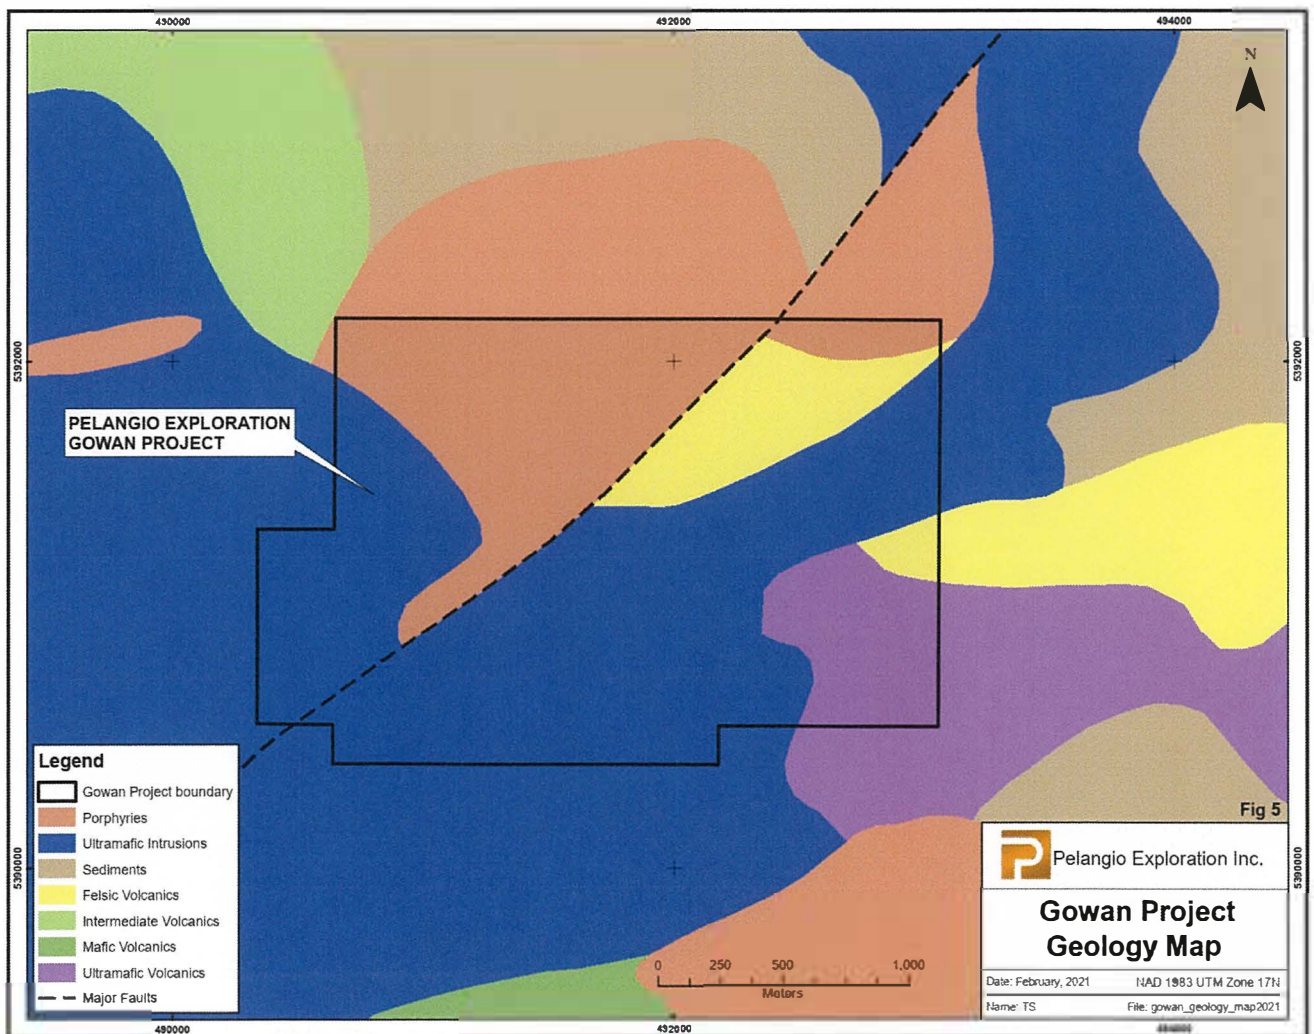 490000
492000
494000
N
5392000
5392000
PELANGIO EXPLORATION
GOWAN PROJECT
Legend
Gowan Project boundary
Porphyries
Ultramafic Intrusions
Sediments
Felsic Volcanics
Intermediate Volcanics
Mafic Volcanics
Ultramafic Volcanics
Major Faults
0 250 500 1,000
Meters
Fig 5
Pelangio Exploration Inc.
Gowan Project
Geology Map
Date: February, 2021 NAD 1983 UTM Zone 17N
Name: TS File: gowan_geology_map2021
5390000
5390000
490000
492000